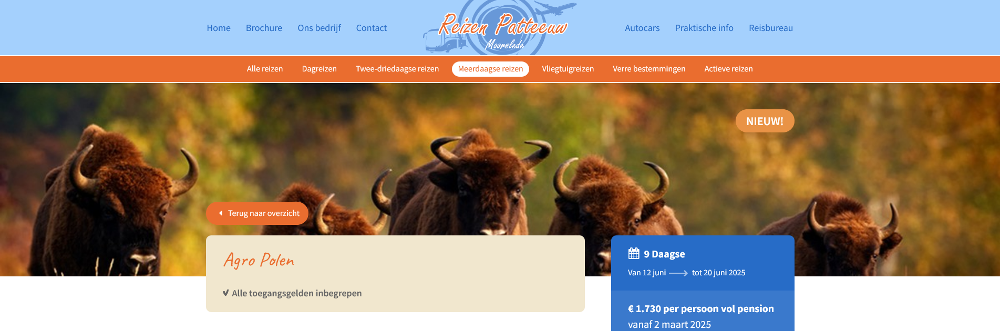 Home Brochure Ons bedrijf Contact
Reizen Patteeuw
Moorslede
Autocars Praktische info Reisbureau
Alle reizen Dagreizen Twee-driedaagse reizen Meerdaagse reizen Vliegtuigreizen Verre bestemmingen Actieve reizen
NIEUW!
Terug naar overzicht
Agro Polen
Alle toegangsgelden inbegrepen
9 Daagse
Van 12 juni tot 20 juni 2025
€ 1.730 per persoon vol pension
vanaf 2 maart 2025